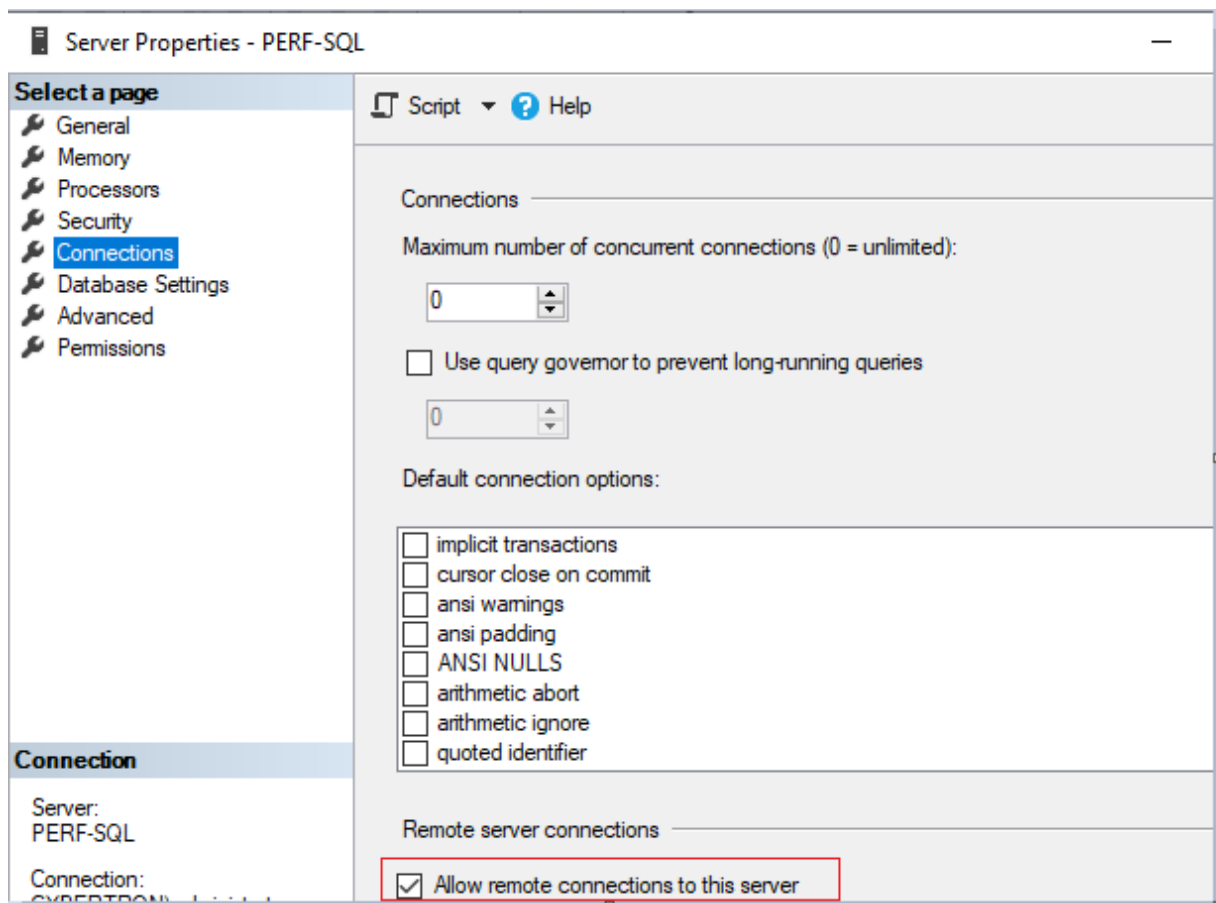 Server Properties - PERF-SQL
Select a page
General
Memory
Processors
Security
Connections
Database Settings
Advanced
Permissions
Script
Help
Connections
Maximum number of concurrent connections (0 = unlimited):
0
Use query governor to prevent long-running queries
0
Default connection options:
implicit transactions
cursor close on commit
ansi warnings
ansi padding
ANSI NULLS
arithmetic abort
arithmetic ignore
quoted identifier
Remote server connections
Allow remote connections to this server
Connection
Server:
PERF-SQL
Connection: